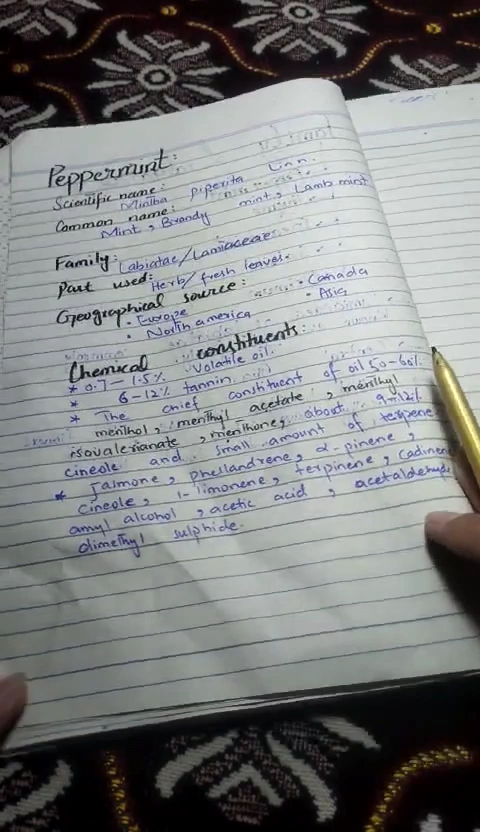 Peppermint:
Scientific name:
Mintha piperita Linn.
Common name:
Mint, Brandy mint, Lamb mint
Family: Labiatae/Lamiaceae
Part used: Herb/fresh leaves.
Geographical source:
• Europe • Canada
• North america • Asia
Chemical constituents:
* 0.7-1.5% Volatile oil.
* 6-12% tannin.
* The chief constituent of oil 50-60%
menthol, menthyl acetate, menthyl
isovalerianate, menthone, about 9-12%
cineole and small amount of terpene
* Jasmone, phellandrene, α-pinene,
cineole, l-limonene, terpinene, cadinene
amyl alcohol, acetic acid, acetaldehyde
dimethyl sulphide.